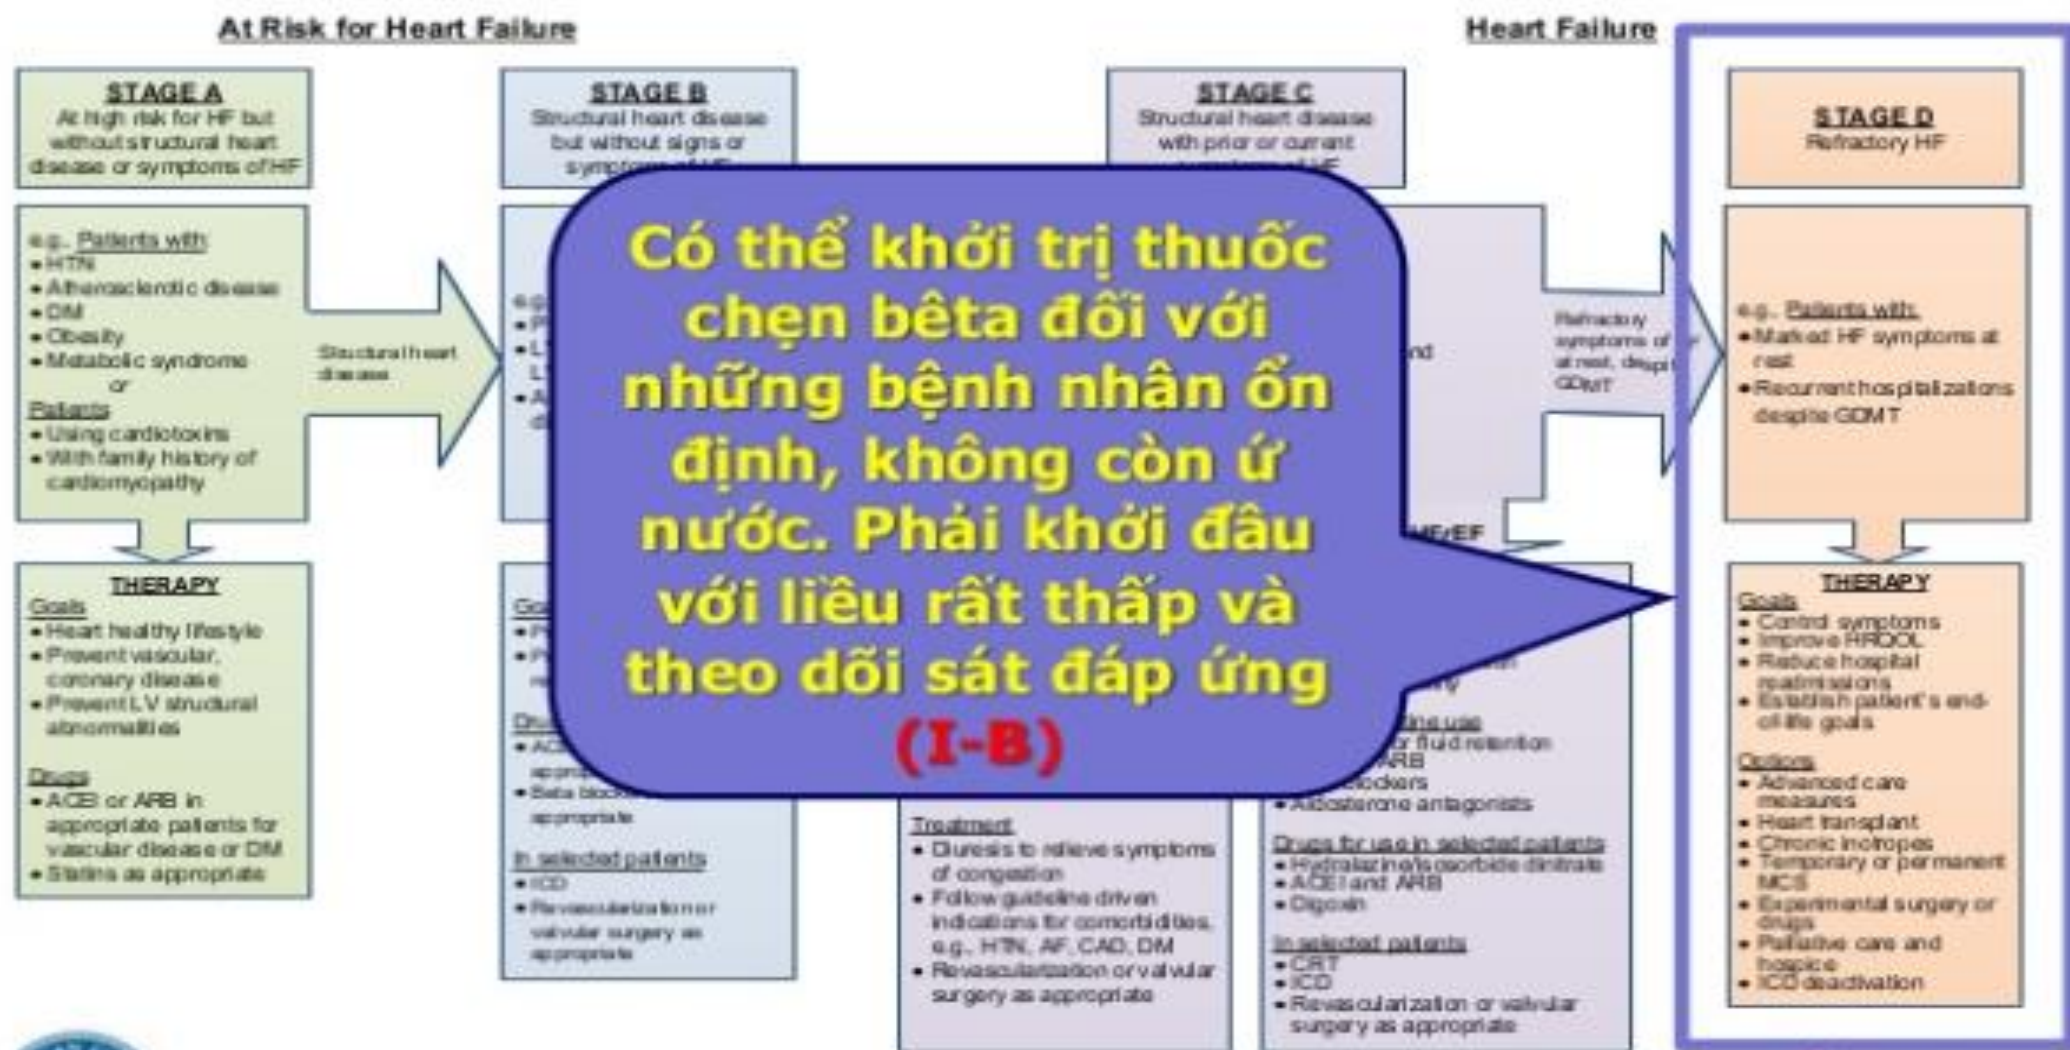 At Risk for Heart Failure
Heart Failure
STAGE A
At high risk for HF but
without structural heart
disease or symptoms of HF
STAGE B
Structural heart disease
but without signs or
STAGE C
Structural heart disease
with prior or current
STAGE D
Refractory HF
e.g., Patients with:
• HTN
• Atherosclerotic disease
• DM
• Obesity
• Metabolic syndrome
or
Patients
• Using cardiotoxins
• With family history of
cardiomyopathy
Structural heart
disease
Có thể khởi trị thuốc
chẹn bêta đối với
những bệnh nhân ổn
định, không còn ứ
nước. Phải khởi đầu
với liều rất thấp và
theo dõi sát đáp ứng
(I-B)
Refractory
symptoms of
at rest, despit
GDMT
e.g., Patients with:
• Marked HF symptoms at
rest
• Recurrent hospitalizations
despite GDMT
THERAPY
Goals
• Heart healthy lifestyle
• Prevent vascular,
coronary disease
• Prevent LV structural
abnormalities
Drugs
• ACEI or ARB in
appropriate patients for
vascular disease or DM
• Statins as appropriate
appropriate
In selected patients
• ICD
• Revascularization or
valvular surgery as
appropriate
Treatment
• Diuresis to relieve symptoms
of congestion
• Follow guideline driven
indications for comorbidities,
e.g., HTN, AF, CAD, DM
• Revascularization or valvular
surgery as appropriate
HFrEF
fluid retention
ARB
• Aldosterone antagonists
Drugs for use in selected patients
• Hydralazine/isosorbide dinitrate
• ACEI and ARB
• Digoxin
In selected patients
• CRT
• ICD
• Revascularization or valvular
surgery as appropriate
THERAPY
Goals
• Control symptoms
• Improve HRQOL
• Reduce hospital
readmissions
• Establish patient's end-
of-life goals
Options
• Advanced care
measures
• Heart transplant
• Chronic inotropes
• Temporary or permanent
MCS
• Experimental surgery or
drugs
• Palliative care and
hospice
• ICD deactivation